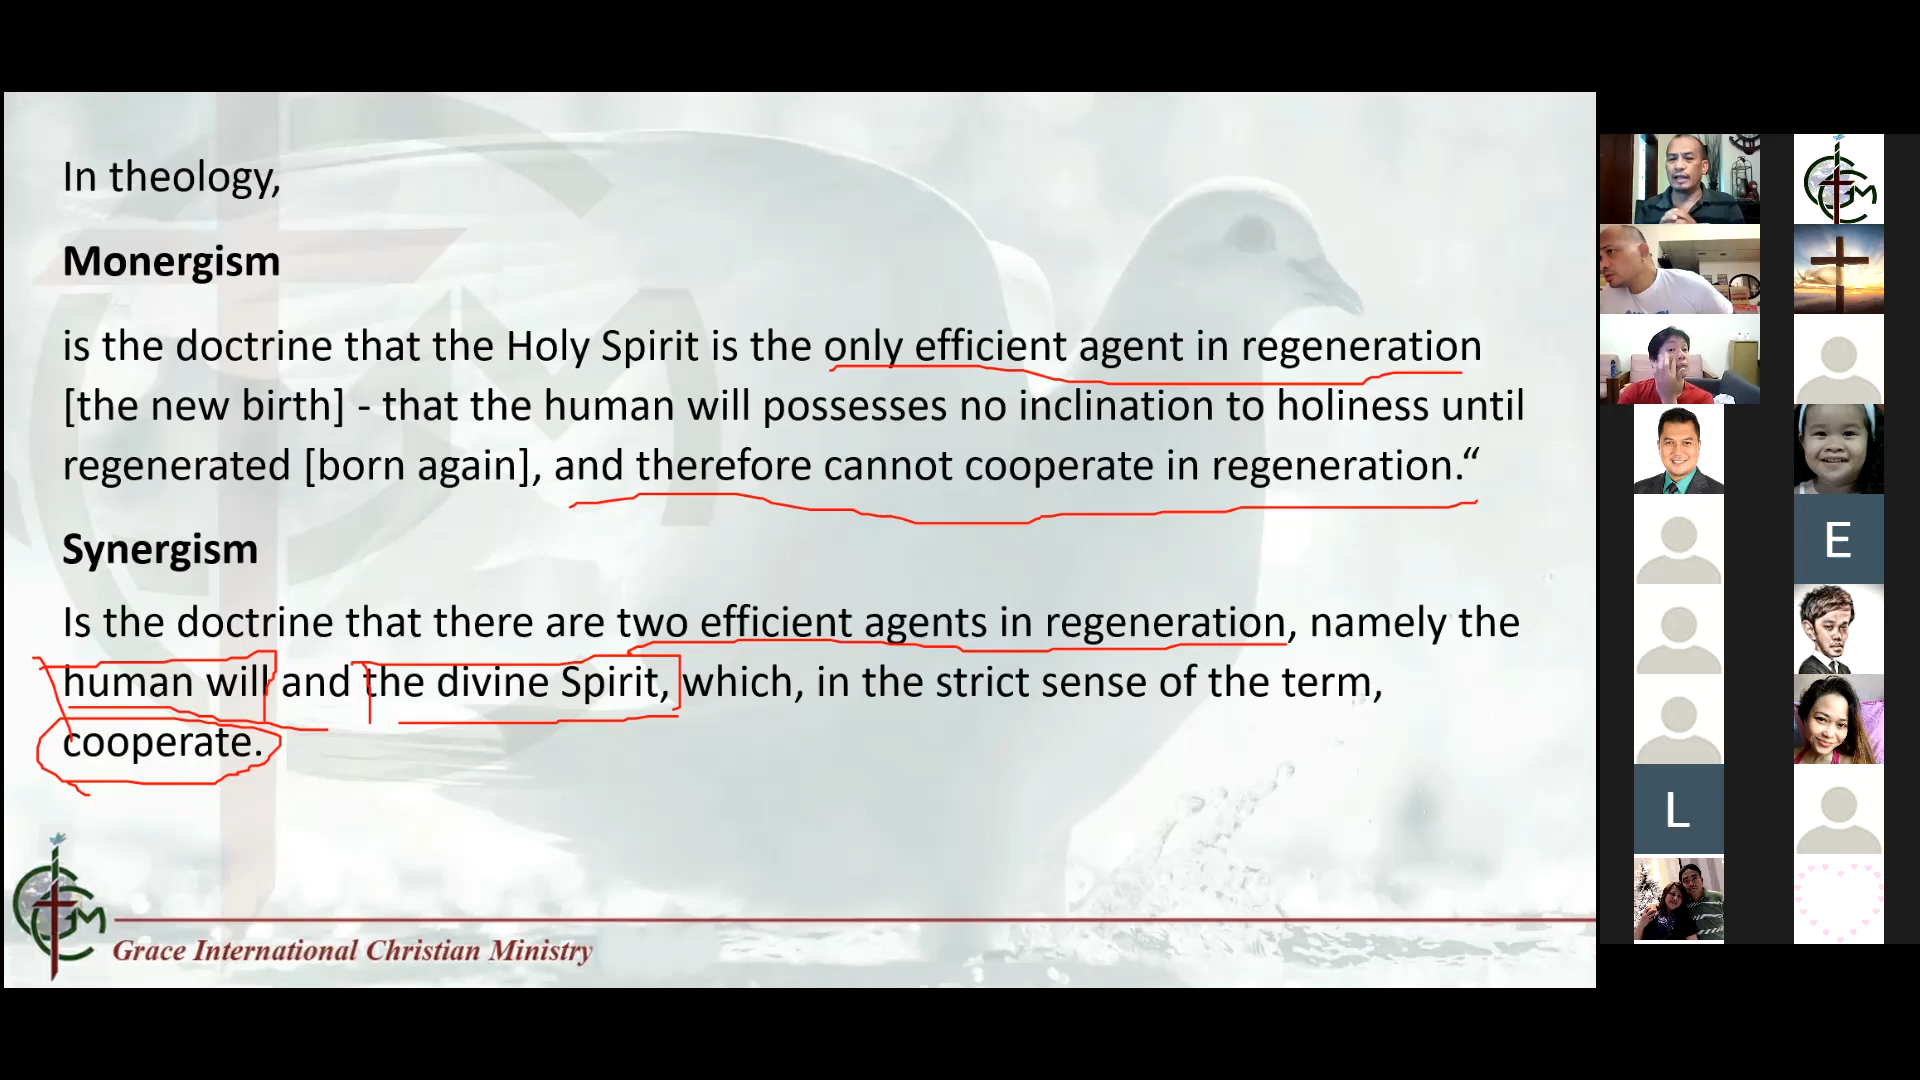 In theology,
Monergism
is the doctrine that the Holy Spirit is the only efficient agent in regeneration
[the new birth] - that the human will possesses no inclination to holiness until
regenerated [born again], and therefore cannot cooperate in regeneration.“
Synergism
Is the doctrine that there are two efficient agents in regeneration, namely the
human will and the divine Spirit, which, in the strict sense of the term,
cooperate.
GICM
Grace International Christian Ministry
E
L